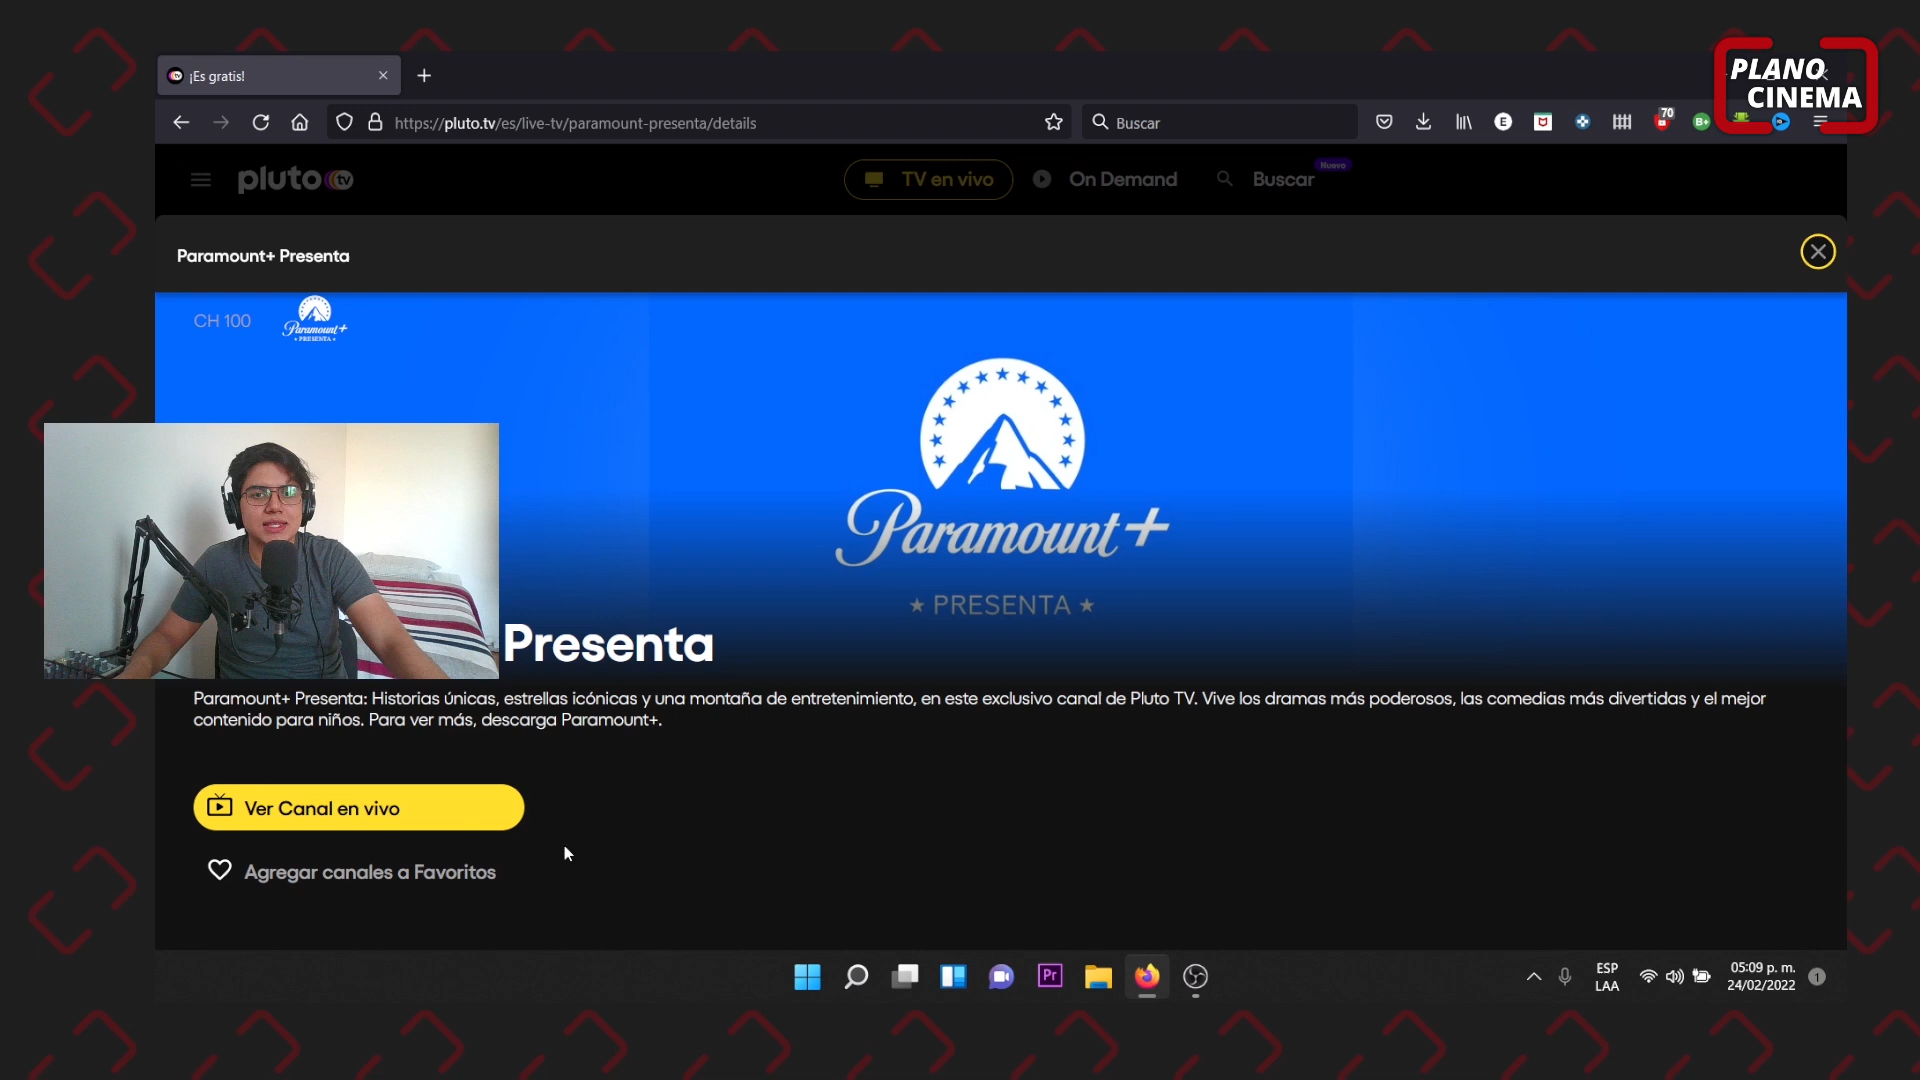 ¡Es gratis!
PLANO
CINEMA
https://pluto.tv/es/live-tv/paramount-presenta/details
Buscar
E
70
B+
pluto tv
TV en vivo
On Demand
Buscar
Nuevo
Paramount+ Presenta
CH 100
Paramount+
PRESENTA
Paramount+
★ PRESENTA ★
Presenta
Paramount+ Presenta: Historias únicas, estrellas icónicas y una montaña de entretenimiento, en este exclusivo canal de Pluto TV. Vive los dramas más poderosos, las comedias más divertidas y el mejor
contenido para niños. Para ver más, descarga Paramount+.
Ver Canal en vivo
Agregar canales a Favoritos
Pr
ESP
LAA
05:09 p. m.
24/02/2022
1